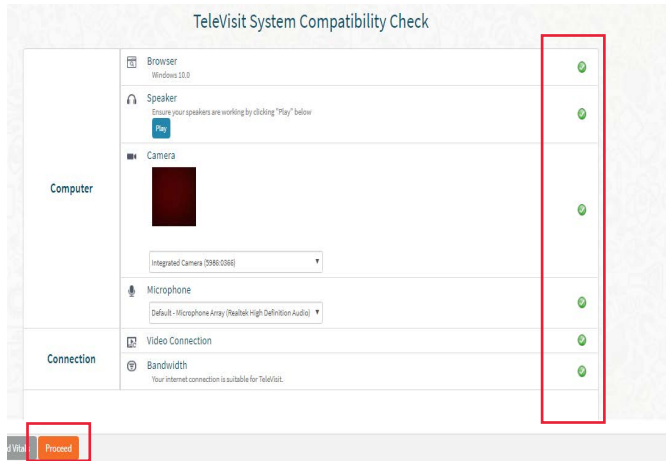 TeleVisit System Compatibility Check
Browser
Windows 10.0
Speaker
Ensure your speakers are working by clicking "Play" below
Play
Camera
Computer
Integrated Camera (5986:0366)
Microphone
Default - Microphone Array (Realtek High Definition Audio)
Video Connection
Connection
Bandwidth
Your internet connection is suitable for TeleVisit.
d Vitals Proceed